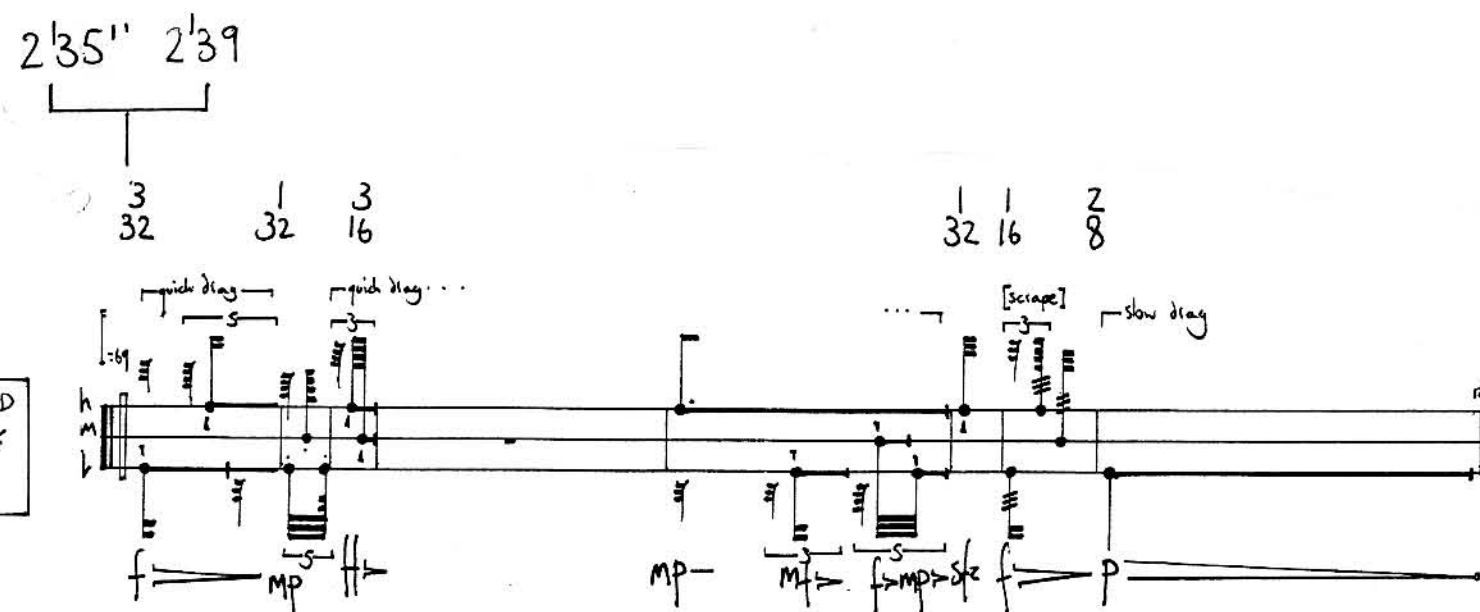 2'35" 2'39
3 1 3 1 1 2
32 32 16 32 16 8
quick drag quick drag... ... [scrape] slow drag
5 3 3
=69
h
m
l
5 3 5
f mp ff mp mf f mp sfz f p